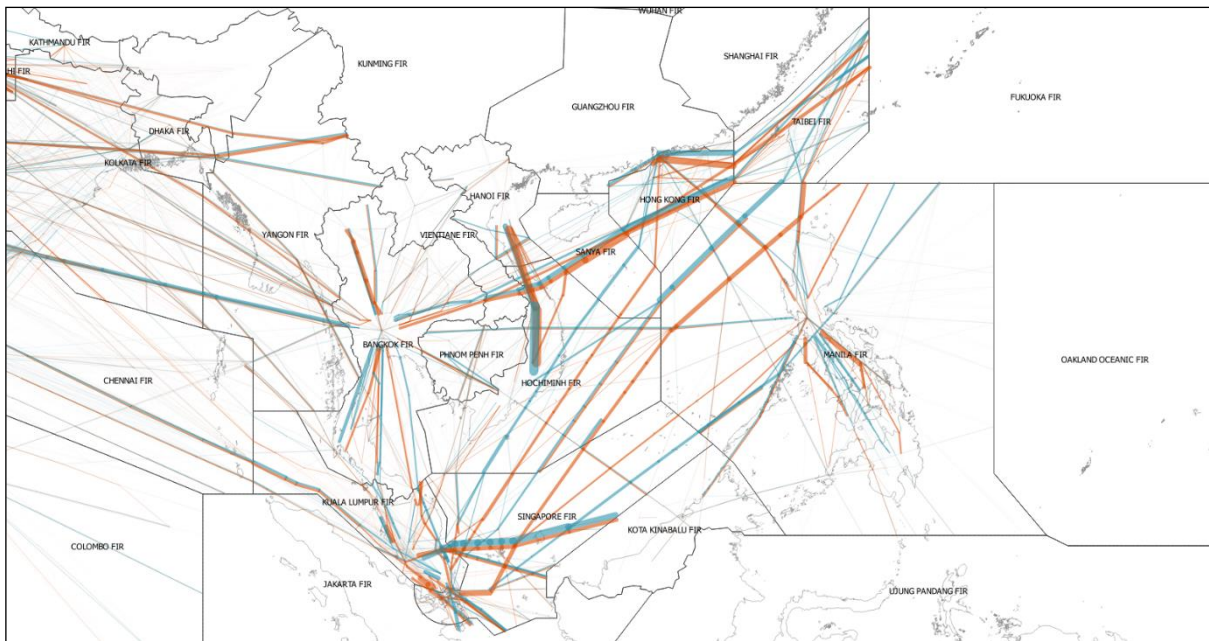 WUHAN FIR
KATHMANDU FIR
SHANGHAI FIR
KUNMING FIR
HI FIR
FUKUOKA FIR
GUANGZHOU FIR
TAIBEI FIR
DHAKA FIR
KOLKATA FIR
HANOI FIR
HONG KONG FIR
YANGON FIR
VIENTIANE FIR
SANYA FIR
BANGKOK FIR
PHNOM PENH FIR
MANILA FIR
OAKLAND OCEANIC FIR
CHENNAI FIR
HOCHIMINH FIR
KUALA LUMPUR FIR
SINGAPORE FIR
KOTA KINABALU FIR
COLOMBO FIR
JAKARTA FIR
UJUNG PANDANG FIR